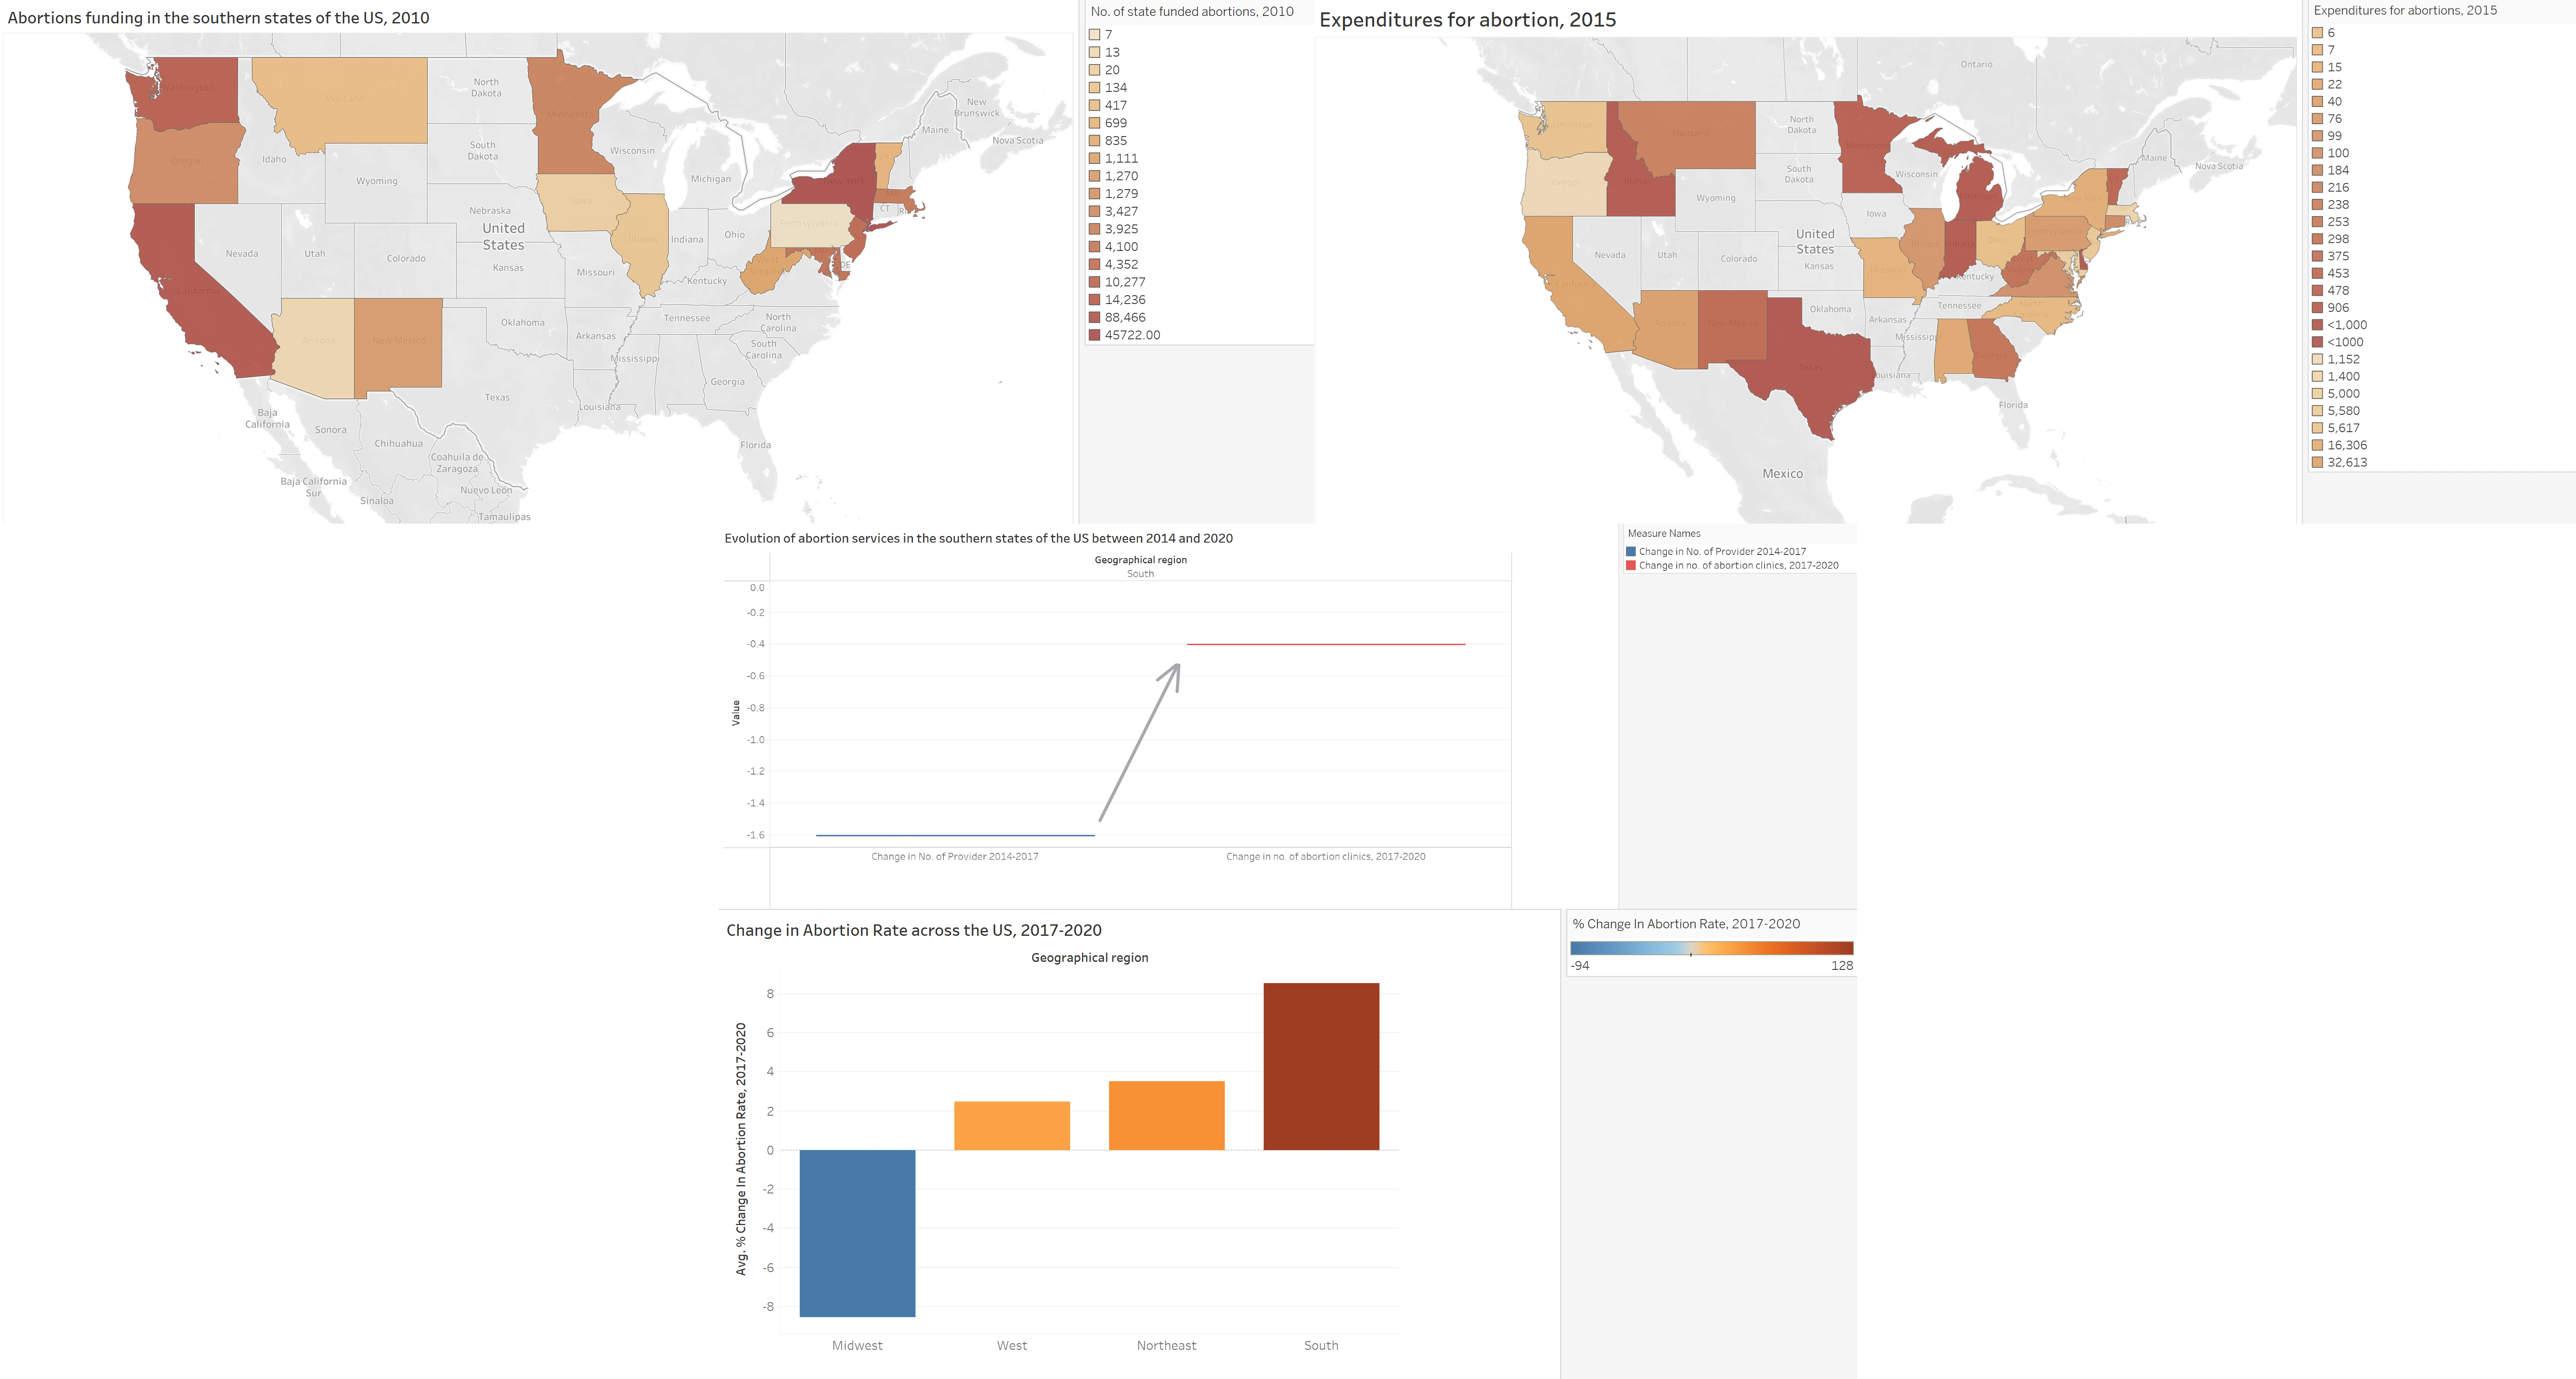 Abortions funding in the southern states of the US, 2010
Washington
Montana
North
Dakota
Minnesota
Oregon
Idaho
South
Dakota
Wisconsin
Wyoming
Michigan
New York
Maine
New
Brunswick
Nova Scotia
MA
CT
RI
Nebraska
Iowa
Pennsylvania
United
States
Nevada
Utah
Colorado
Kansas
Illinois
Indiana
Ohio
West
Virginia
DE
California
Missouri
Kentucky
Arizona
New Mexico
Oklahoma
Arkansas
Tennessee
North
Carolina
South
Carolina
Mississippi
Georgia
Texas
Louisiana
Florida
Baja
California
Sonora
Chihuahua
Coahuila de
Zaragoza
Baja California
Sur
Sinaloa
Nuevo León
Tamaulipas
No. of state funded abortions, 2010
7
13
20
134
417
699
835
1,111
1,270
1,279
3,427
3,925
4,100
4,352
10,277
14,236
88,466
45722.00
Expenditures for abortion, 2015
Ontario
Washington
Montana
North
Dakota
Minnesota
Oregon
Idaho
South
Dakota
Wisconsin
Michigan
Maine
Nova Scotia
Wyoming
New York
Iowa
United
States
Nevada
Utah
Colorado
Kansas
Missouri
Illinois
Indiana
Ohio
Pennsylvania
Kentucky
California
Arizona
New Mexico
Oklahoma
Arkansas
Tennessee
North
Carolina
Mississippi
Georgia
Texas
Louisiana
Florida
Mexico
Expenditures for abortions, 2015
6
7
15
22
40
76
99
100
184
216
238
253
298
375
453
478
906
<1,000
<1000
1,152
1,400
5,000
5,580
5,617
16,306
32,613
Evolution of abortion services in the southern states of the US between 2014 and 2020
Geographical region
South
0.0
-0.2
-0.4
-0.6
-0.8
-1.0
-1.2
-1.4
-1.6
Value
Change in No. of Provider 2014-2017
Change in no. of abortion clinics, 2017-2020
Measure Names
Change in No. of Provider 2014-2017
Change in no. of abortion clinics, 2017-2020
Change in Abortion Rate across the US, 2017-2020
Geographical region
8
6
4
2
0
-2
-4
-6
-8
Avg. % Change In Abortion Rate, 2017-2020
Midwest
West
Northeast
South
% Change In Abortion Rate, 2017-2020
-94
128